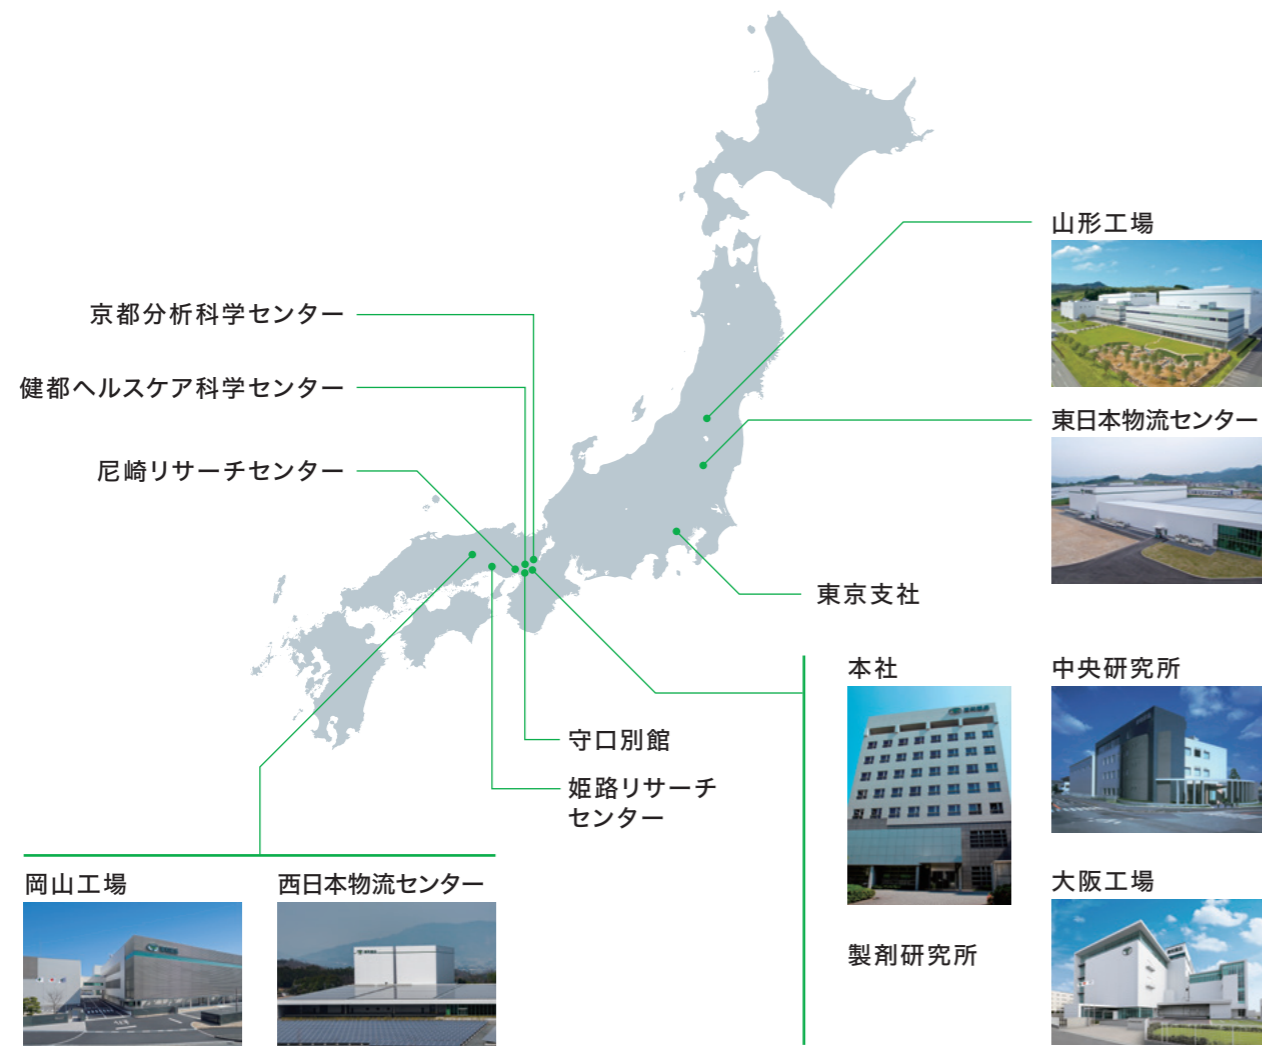 山形工場
京都分析科学センター
健都ヘルスケア科学センター
東日本物流センター
尼崎リサーチセンター
東京支社
本社
中央研究所
守口別館
姫路リサーチ
センター
岡山工場
西日本物流センター
大阪工場
製剤研究所